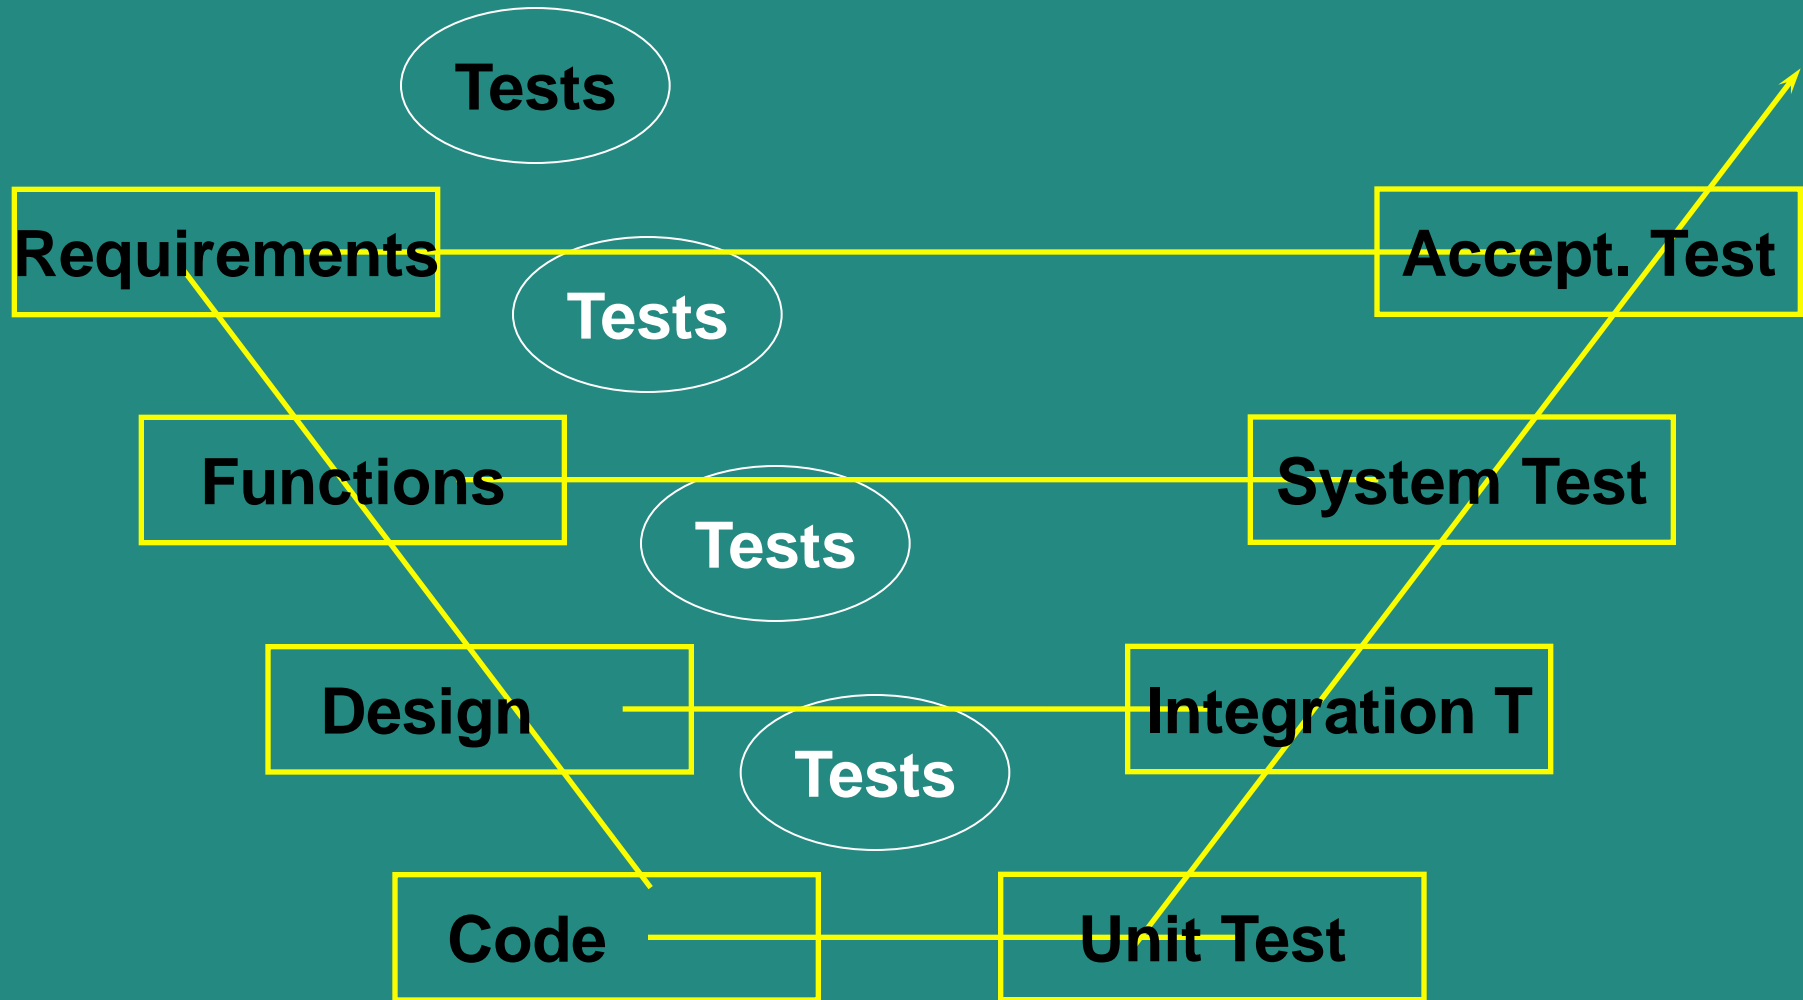 Tests
Requirements
Accept. Test
Tests
Functions
System Test
Tests
Design
Integration T
Tests
Code
Unit Test